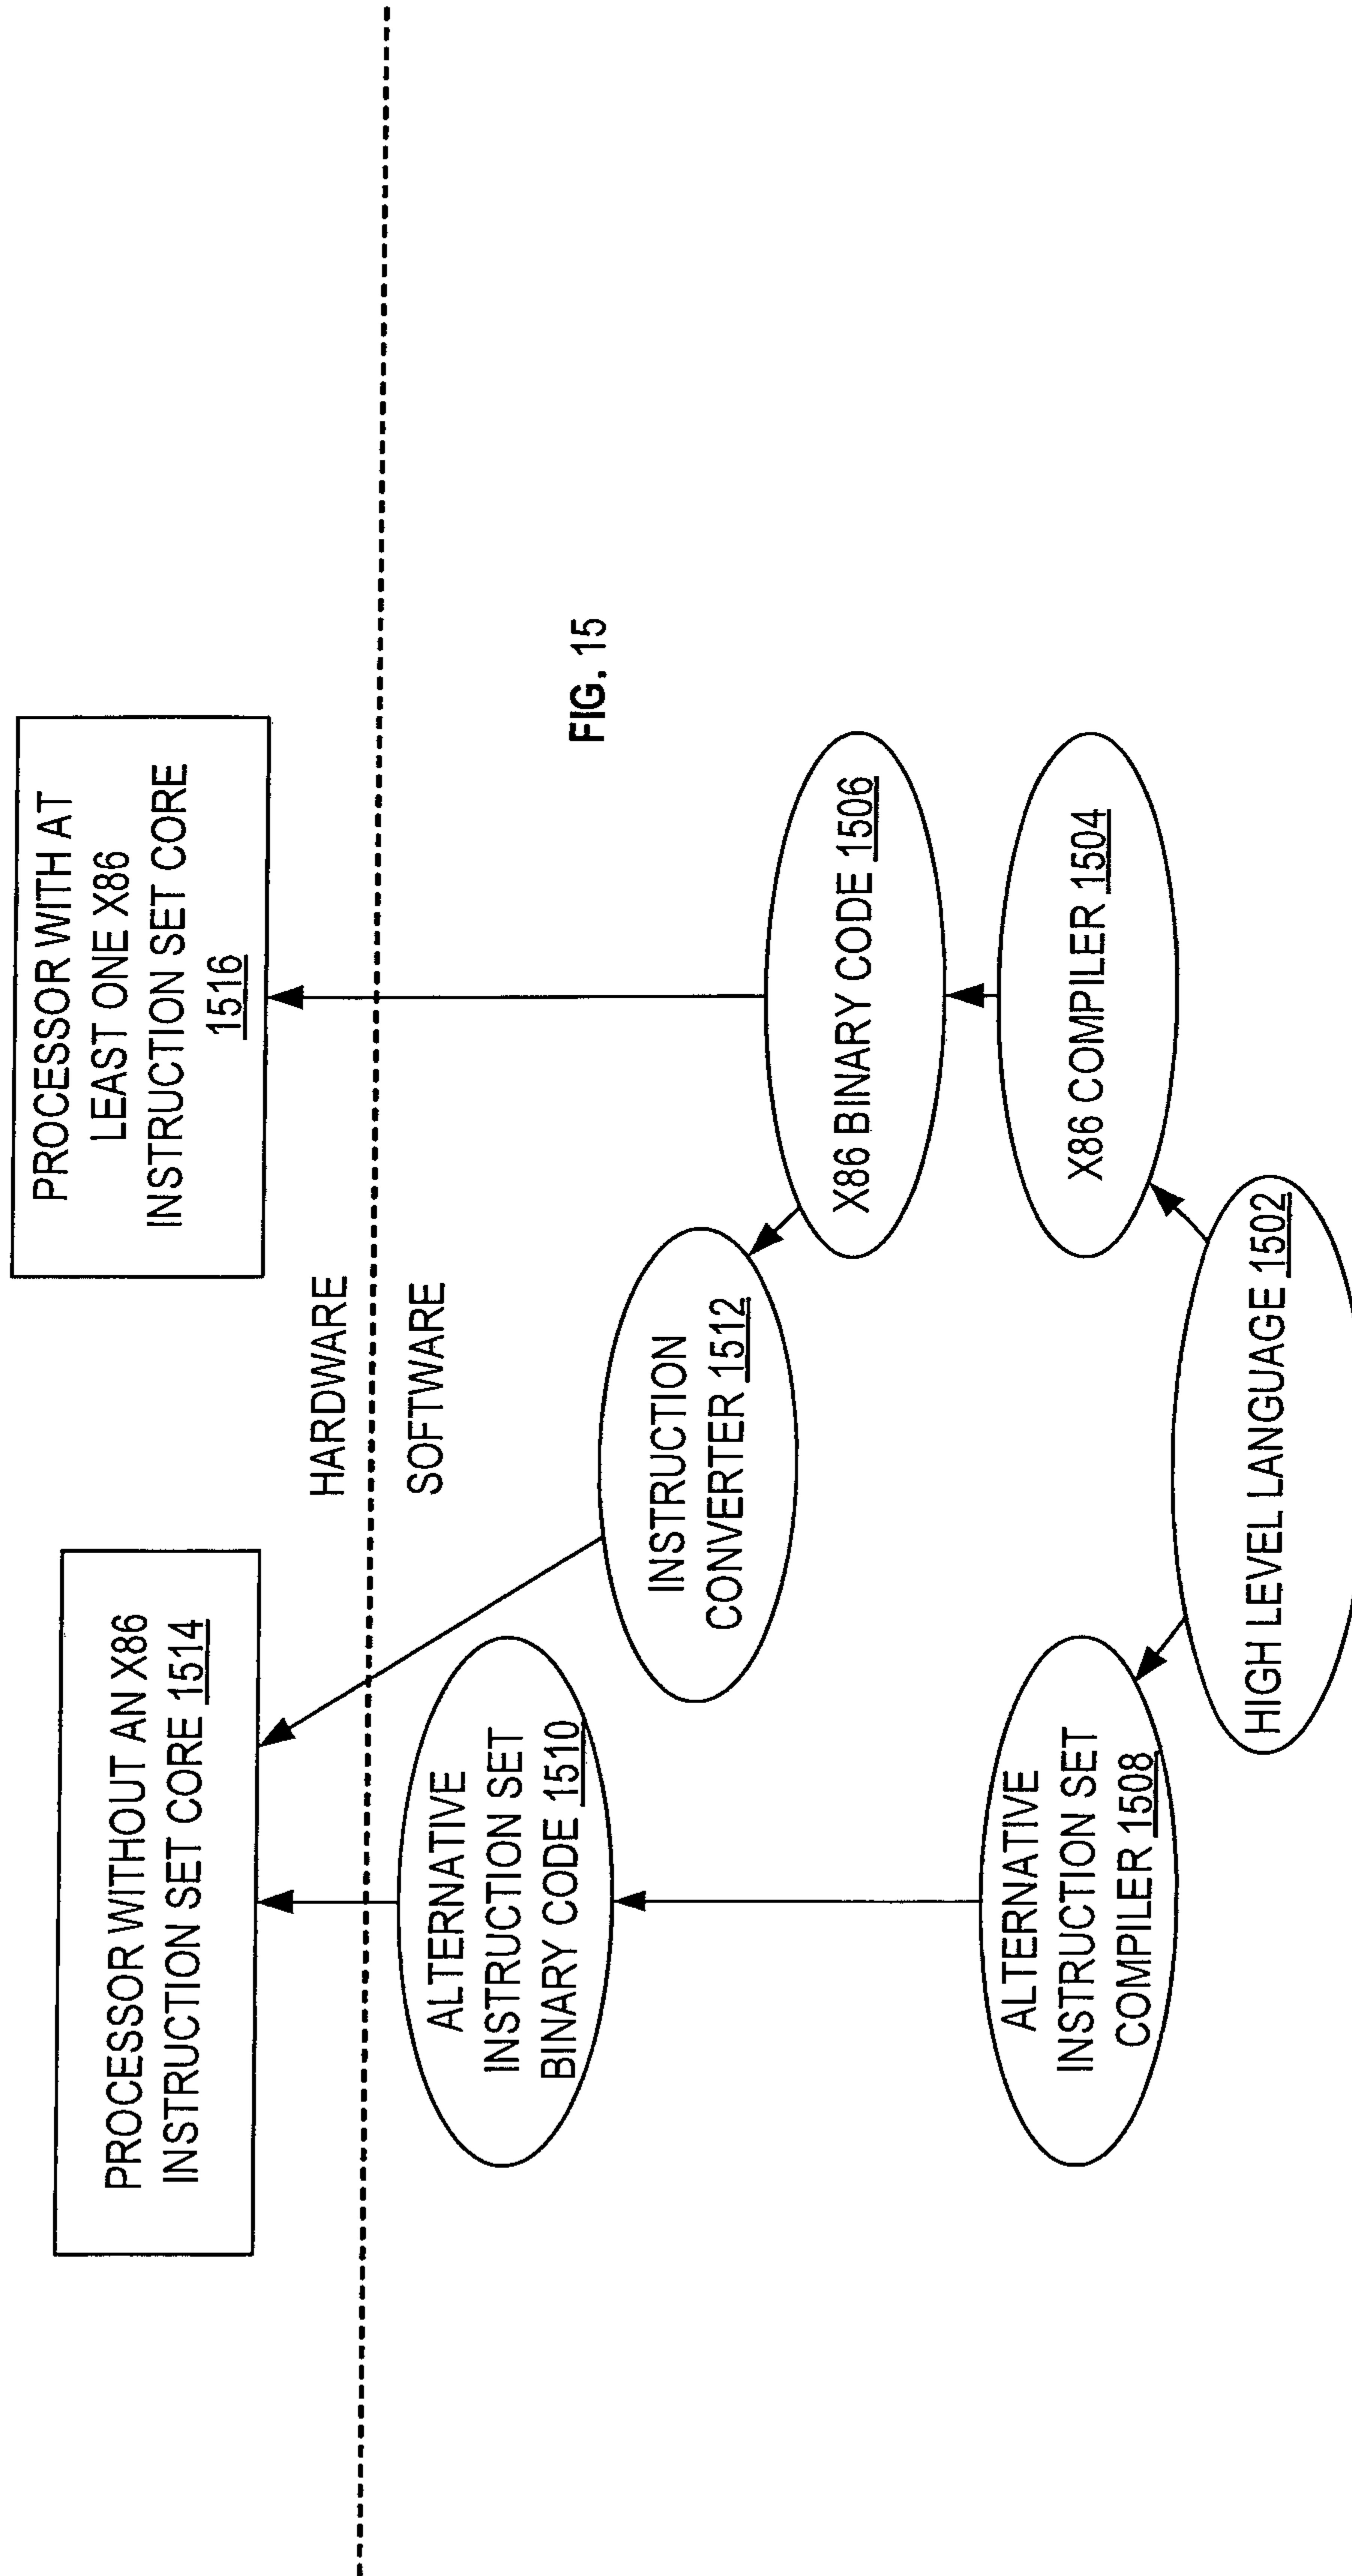 PROCESSOR WITHOUT AN X86
INSTRUCTION SET CORE 1514
PROCESSOR WITH AT
LEAST ONE X86
INSTRUCTION SET CORE
1516
HARDWARE
SOFTWARE
ALTERNATIVE
INSTRUCTION SET
BINARY CODE 1510
INSTRUCTION
CONVERTER 1512
FIG. 15
X86 BINARY CODE 1506
ALTERNATIVE
INSTRUCTION SET
COMPILER 1508
X86 COMPILER 1504
HIGH LEVEL LANGUAGE 1502